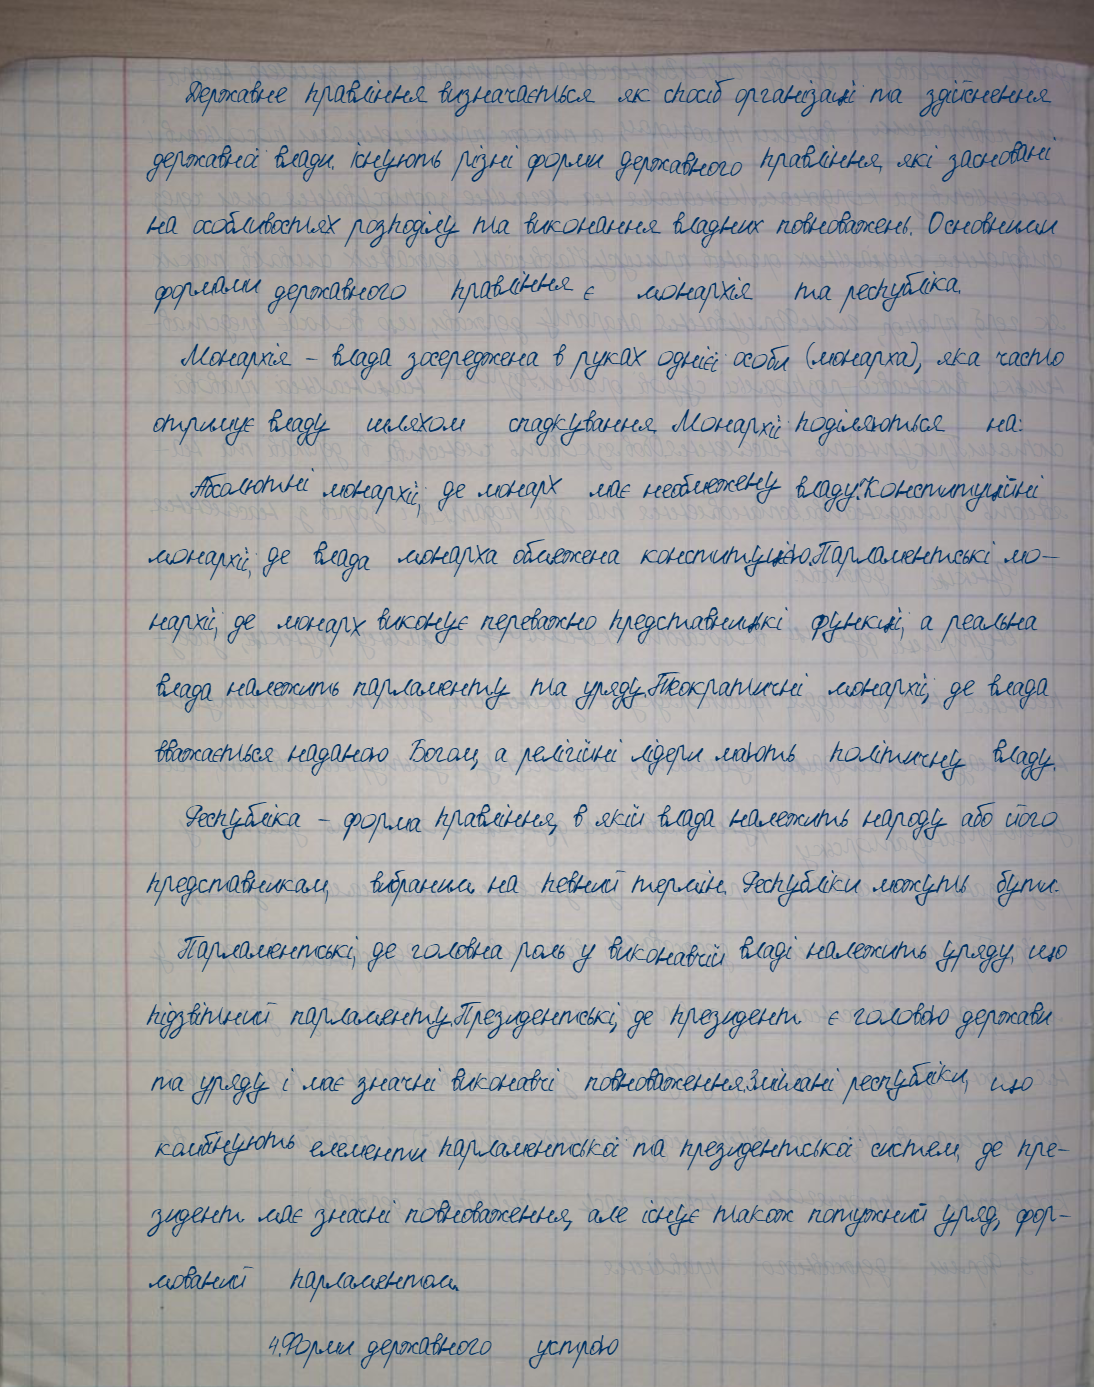 Державне правління визначається як спосіб організації та здійснення
державної влади. Існують різні форми державного правління, які засновані
на особливостях розподілу та виконання владних повноважень. Основними
формами державного правління є монархія та республіка.
Монархія – влада зосереджена в руках однієї особи (монарха), яка часто
отримує владу шляхом спадкування. Монархії поділяються на:
Абсолютні монархії, де монарх має необмежену владу. Конституційні
монархії, де влада монарха обмежена конституцією. Парламентські мо-
нархії, де монарх виконує переважно представницькі функції, а реальна
влада належить парламенту та уряду. Теократичні монархії, де влада
вважається наданою Богом, а релігійні лідери мають політичну владу.
Республіка – форма правління, в якій влада належить народу або його
представникам, вибраним на певний термін. Республіки можуть бути:
Парламентські, де головна роль у виконавчій владі належить уряду, що
підзвітний парламенту. Президентські, де президент є головою держави
та уряду і має значні виконавчі повноваження. Змішані республіки, що
комбінують елементи парламентської та президентської систем, де пре-
зидент має значні повноваження, але існує також потужний уряд, фор-
мований парламентом.
4. Форми державного устрою